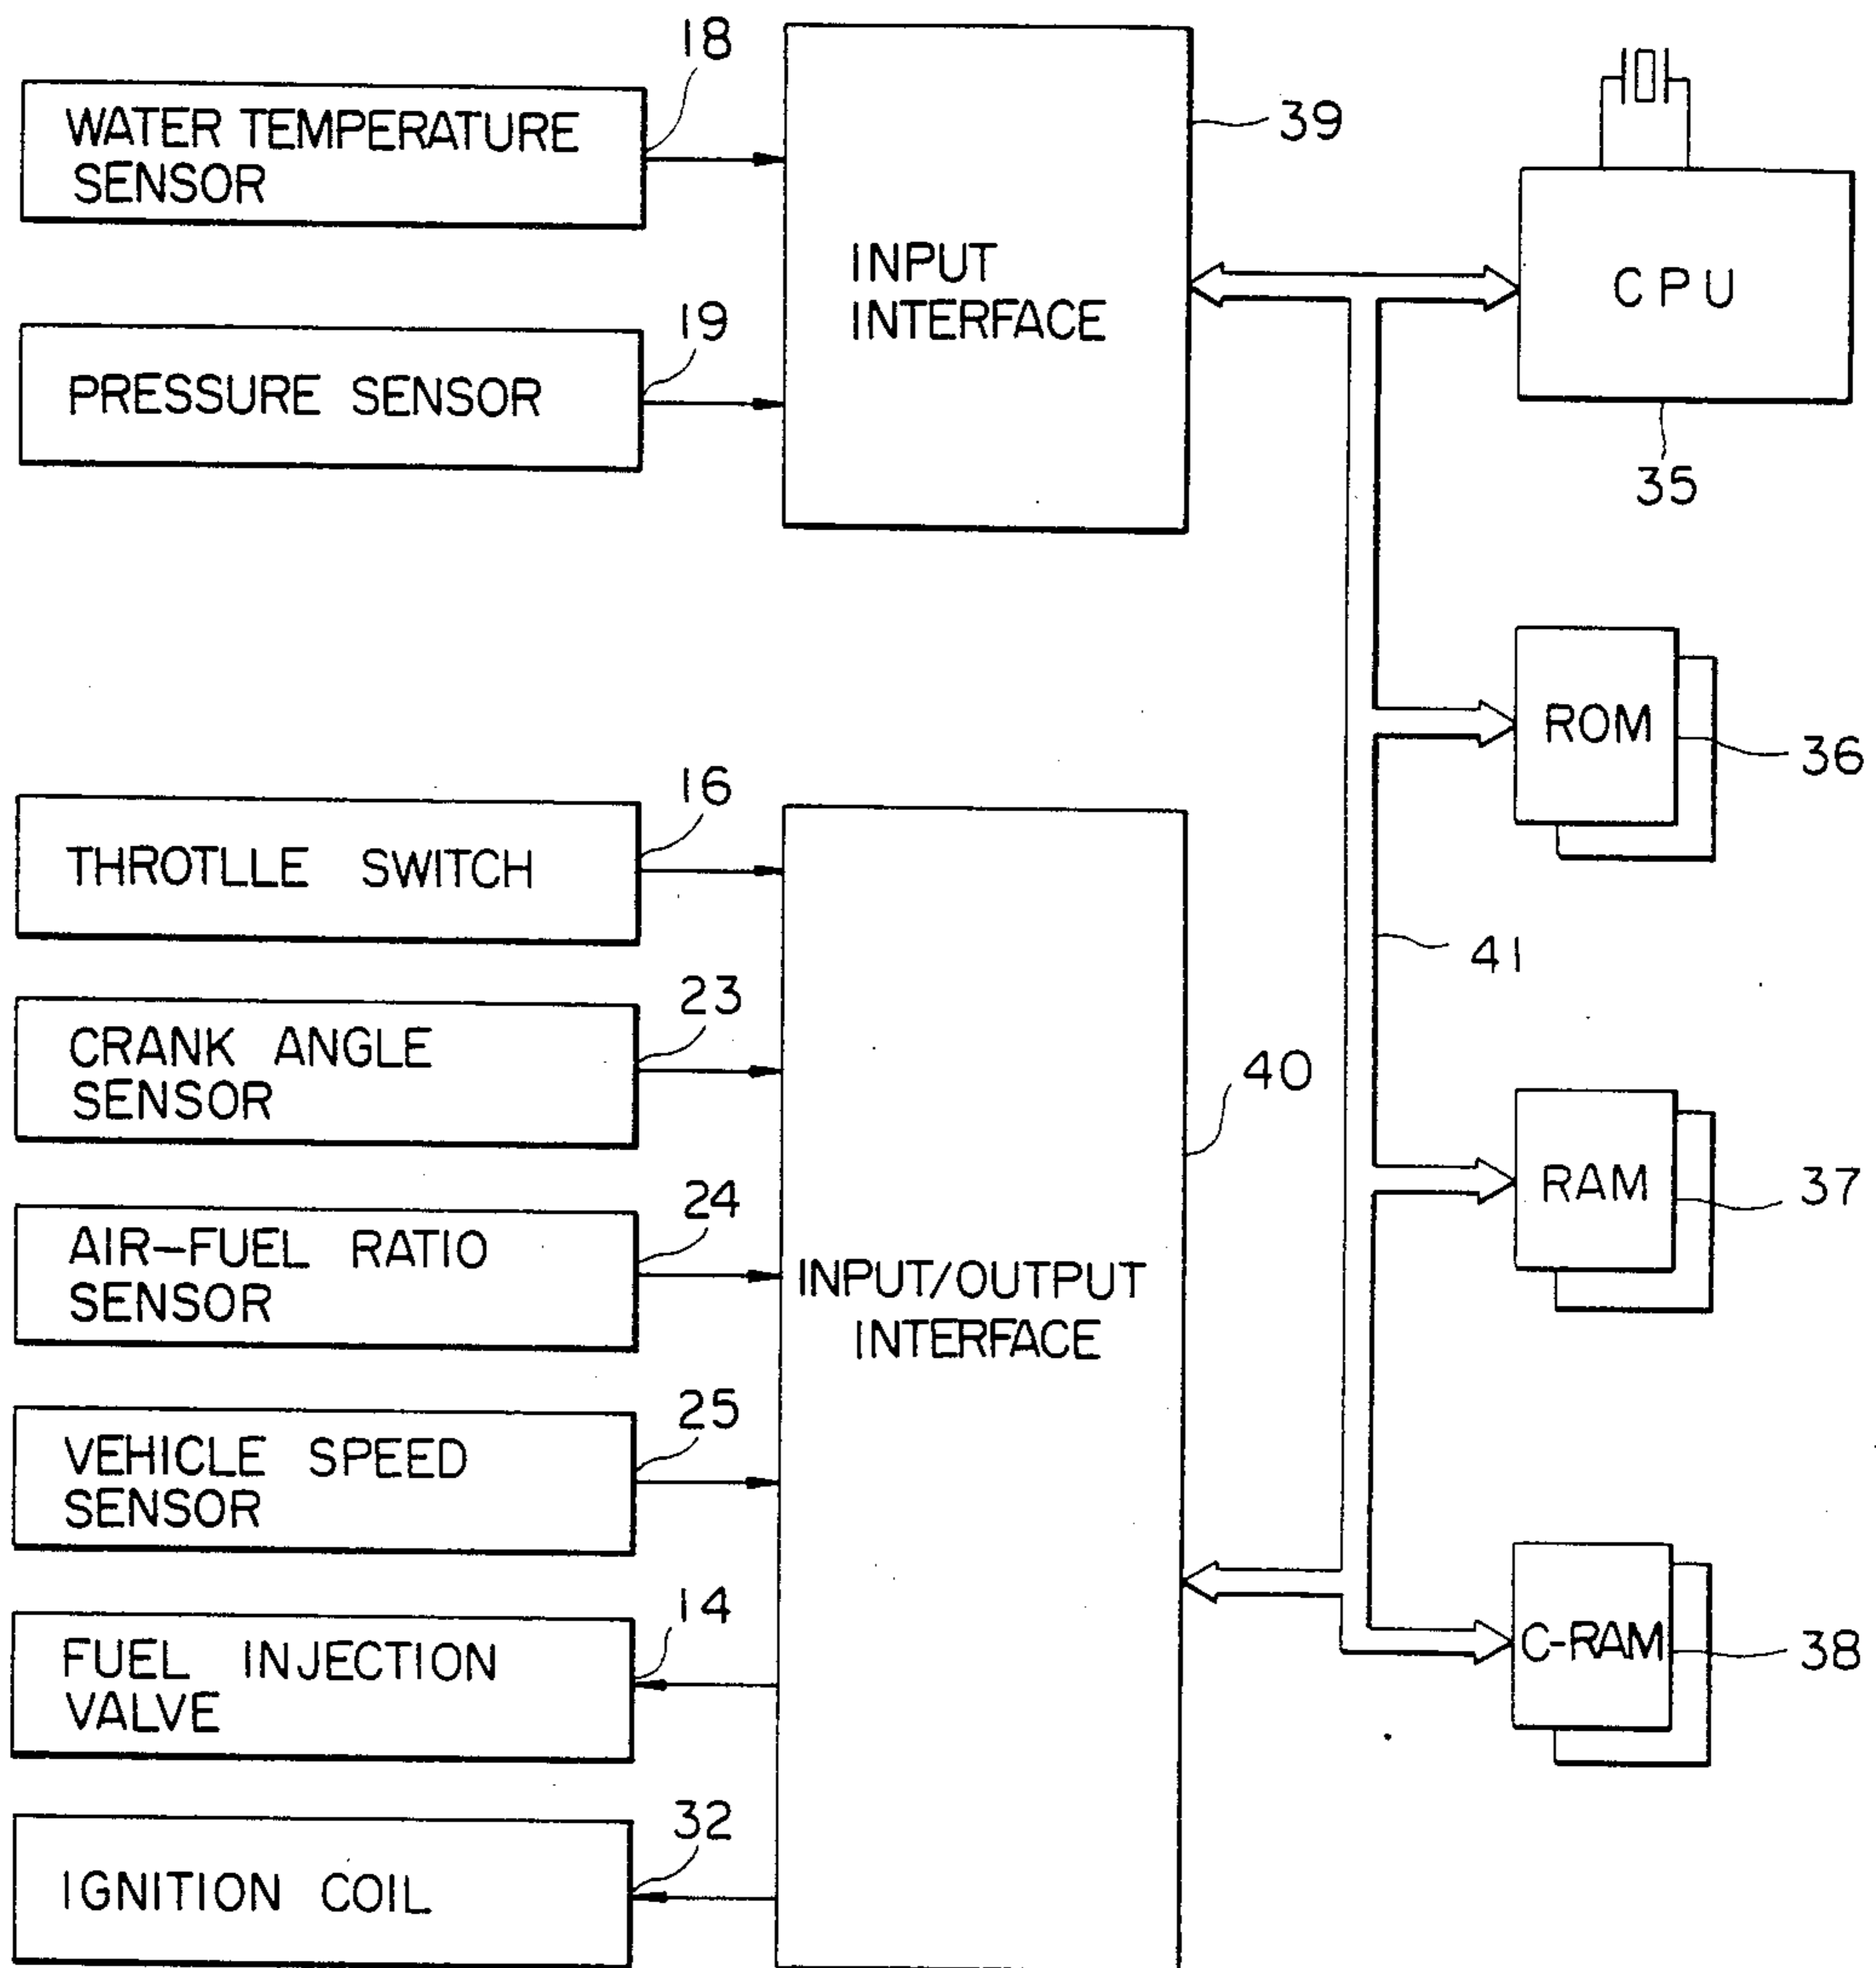 18
WATER TEMPERATURE
SENSOR
39
INPUT
INTERFACE
CPU
19
PRESSURE SENSOR
35
ROM
36
16
THROTLLE SWITCH
41
23
CRANK ANGLE
SENSOR
40
24
AIR-FUEL RATIO
SENSOR
INPUT/OUTPUT
INTERFACE
RAM
37
25
VEHICLE SPEED
SENSOR
14
FUEL INJECTION
VALVE
C-RAM
38
32
IGNITION COIL